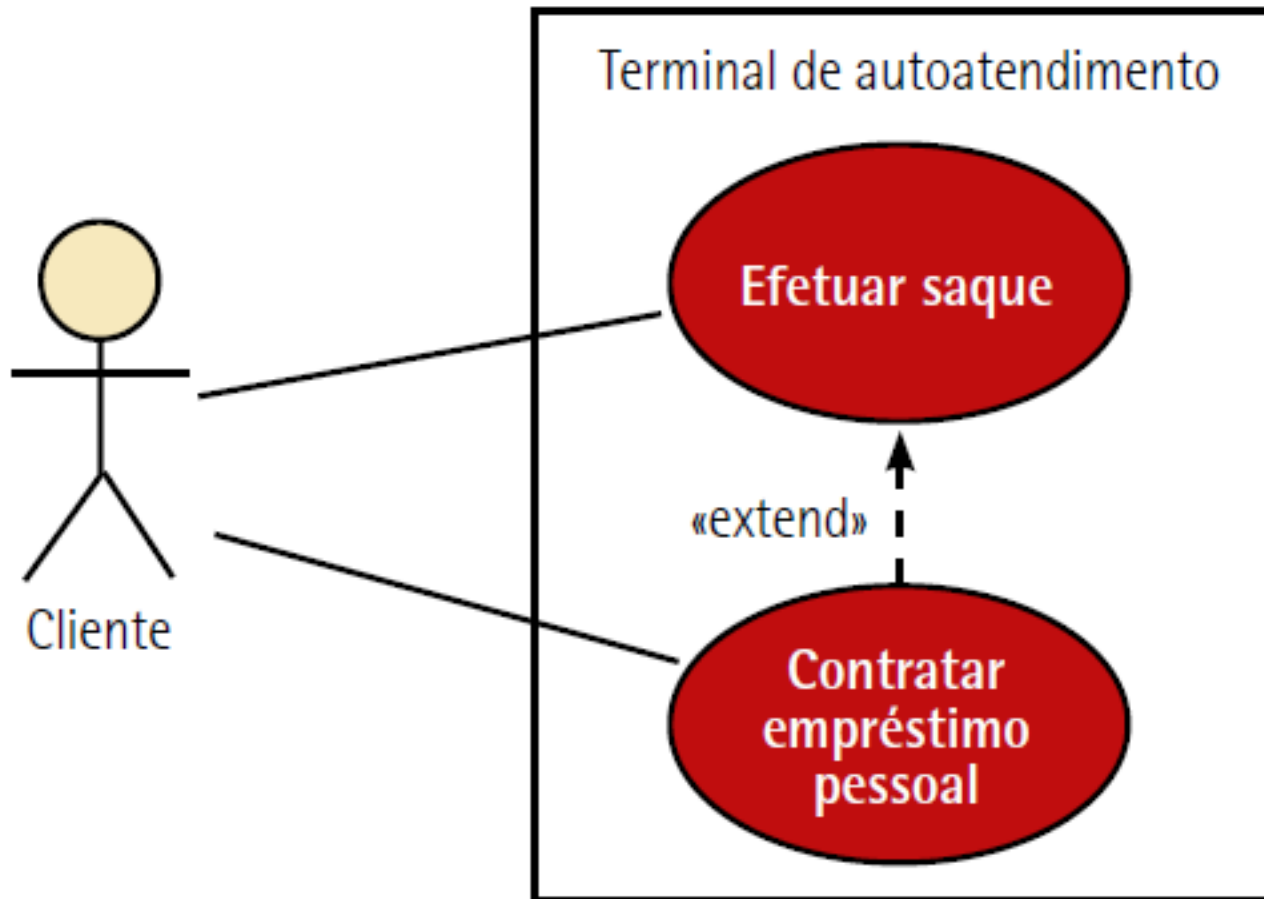 Terminal de autoatendimento
Efetuar saque
«extend»
Cliente
Contratar
empréstimo
pessoal